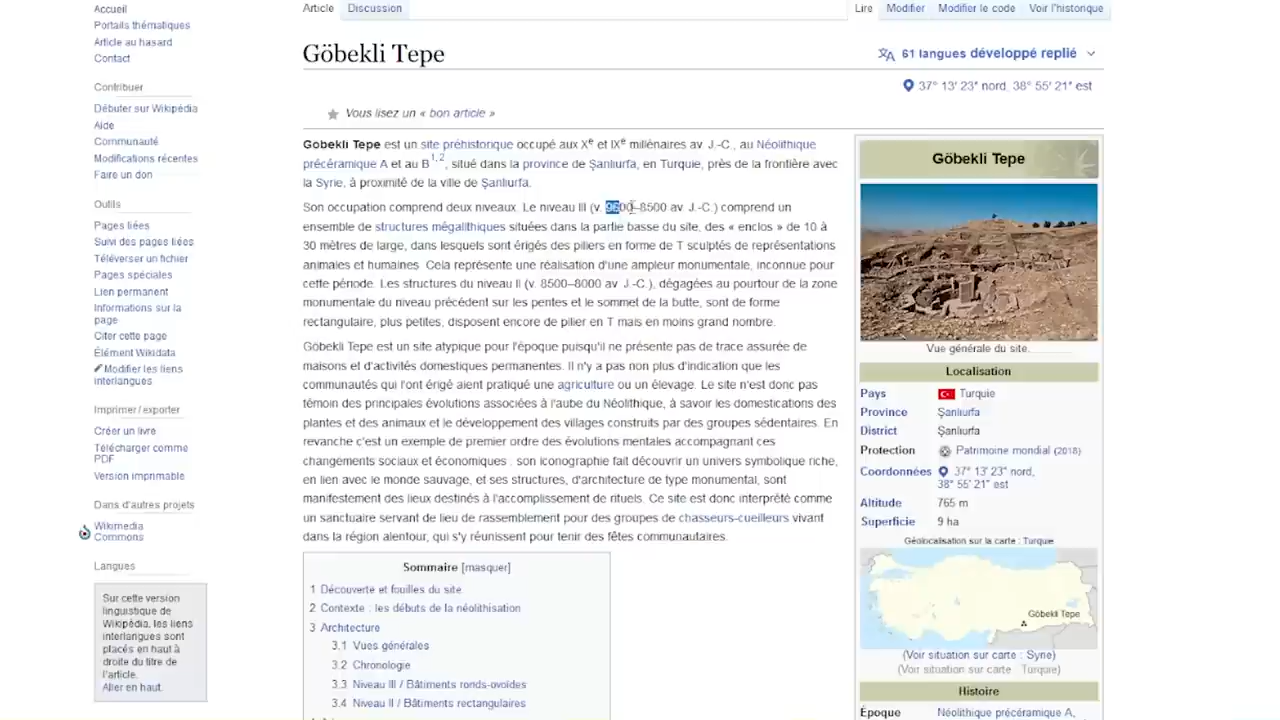 Accueil
Portails thématiques
Article au hasard
Contact
Contribuer
Débuter sur Wikipédia
Aide
Communauté
Modifications récentes
Faire un don
Outils
Pages liées
Suivi des pages liées
Téléverser un fichier
Pages spéciales
Lien permanent
Informations sur la
page
Citer cette page
Élément Wikidata
Modifier les liens
interlangues
Imprimer / exporter
Créer un livre
Télécharger comme
PDF
Version imprimable
Dans d'autres projets
Wikimedia
Commons
Langues
Sur cette version
linguistique de
Wikipédia, les liens
interlangues sont
placés en haut à
droite du titre de
l'article.
Aller en haut.
Article Discussion Lire Modifier Modifier le code Voir l'historique
Göbekli Tepe
61 langues développé replié
37° 13′ 23″ nord, 38° 55′ 21″ est
Vous lisez un « bon article »
Göbekli Tepe est un site préhistorique occupé aux Xe et IXe millénaires av. J.-C., au Néolithique
précéramique A et au B1,2, situé dans la province de Şanlıurfa, en Turquie, près de la frontière avec
la Syrie, à proximité de la ville de Şanlıurfa.
Son occupation comprend deux niveaux. Le niveau III (v. 9600–8500 av. J.-C.) comprend un
ensemble de structures mégalithiques situées dans la partie basse du site, des « enclos » de 10 à
30 mètres de large, dans lesquels sont érigés des piliers en forme de T sculptés de représentations
animales et humaines. Cela représente une réalisation d'une ampleur monumentale, inconnue pour
cette période. Les structures du niveau II (v. 8500–8000 av. J.-C.), dégagées au pourtour de la zone
monumentale du niveau précédent sur les pentes et le sommet de la butte, sont de forme
rectangulaire, plus petites, disposent encore de pilier en T mais en moins grand nombre.
Göbekli Tepe est un site atypique pour l'époque puisqu'il ne présente pas de trace assurée de
maisons et d'activités domestiques permanentes. Il n'y a pas non plus d'indication que les
communautés qui l'ont érigé aient pratiqué une agriculture ou un élevage. Le site n'est donc pas
témoin des principales évolutions associées à l'aube du Néolithique, à savoir les domestications des
plantes et des animaux et le développement des villages construits par des groupes sédentaires. En
revanche c'est un exemple de premier ordre des évolutions mentales accompagnant ces
changements sociaux et économiques : son iconographie fait découvrir un univers symbolique riche,
en lien avec le monde sauvage, et ses structures, d'architecture de type monumental, sont
manifestement des lieux destinés à l'accomplissement de rituels. Ce site est donc interprété comme
un sanctuaire servant de lieu de rassemblement pour des groupes de chasseurs-cueilleurs vivant
dans la région alentour, qui s'y réunissent pour tenir des fêtes communautaires.
Sommaire [masquer]
1 Découverte et fouilles du site
2 Contexte : les débuts de la néolithisation
3 Architecture
3.1 Vues générales
3.2 Chronologie
3.3 Niveau III / Bâtiments ronds-ovoïdes
3.4 Niveau II / Bâtiments rectangulaires
Göbekli Tepe
Vue générale du site.
Localisation
Pays Turquie
Province Şanlıurfa
District Şanlıurfa
Protection Patrimoine mondial (2018)
Coordonnées 37° 13′ 23″ nord,
38° 55′ 21″ est
Altitude 765 m
Superficie 9 ha
Géolocalisation sur la carte : Turquie
Göbekli Tepe
(Voir situation sur carte : Syrie)
(Voir situation sur carte : Turquie)
Histoire
Époque Néolithique précéramique A,